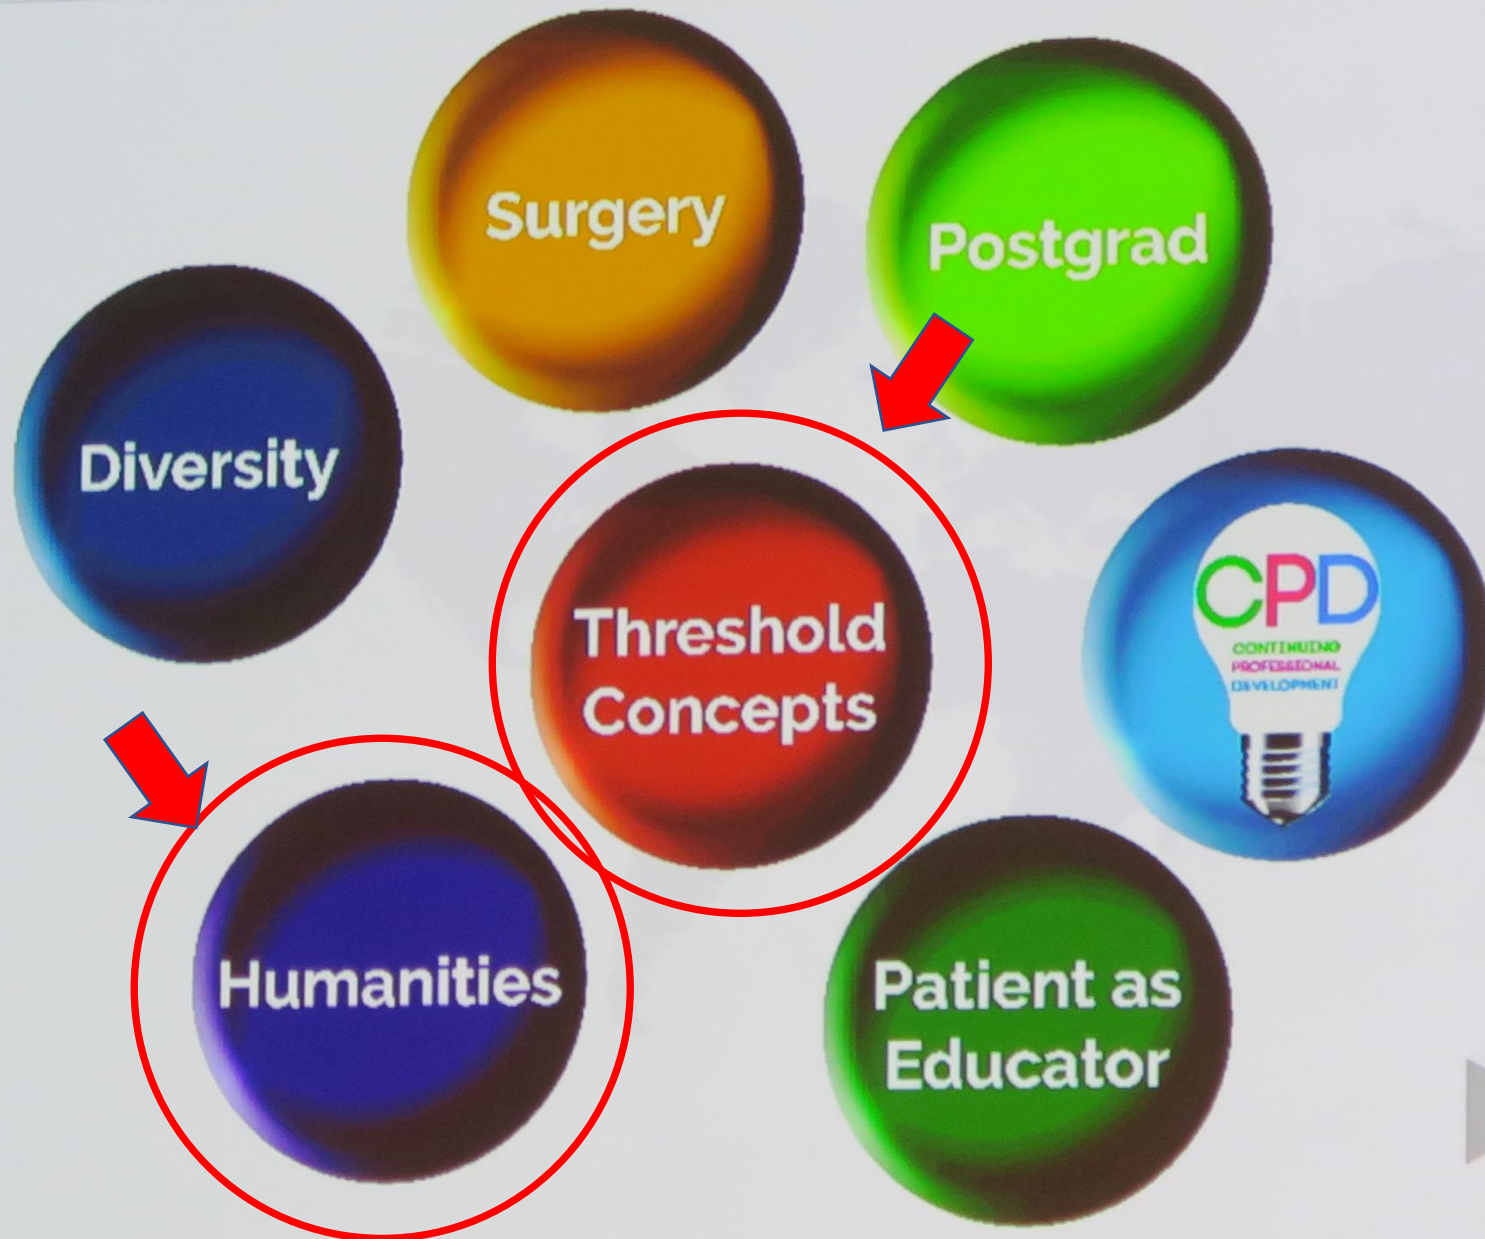 Surgery
Postgrad
Diversity
Threshold
Concepts
CPD
CONTINUING
PROFESSIONAL
DEVELOPMENT
Humanities
Patient as
Educator